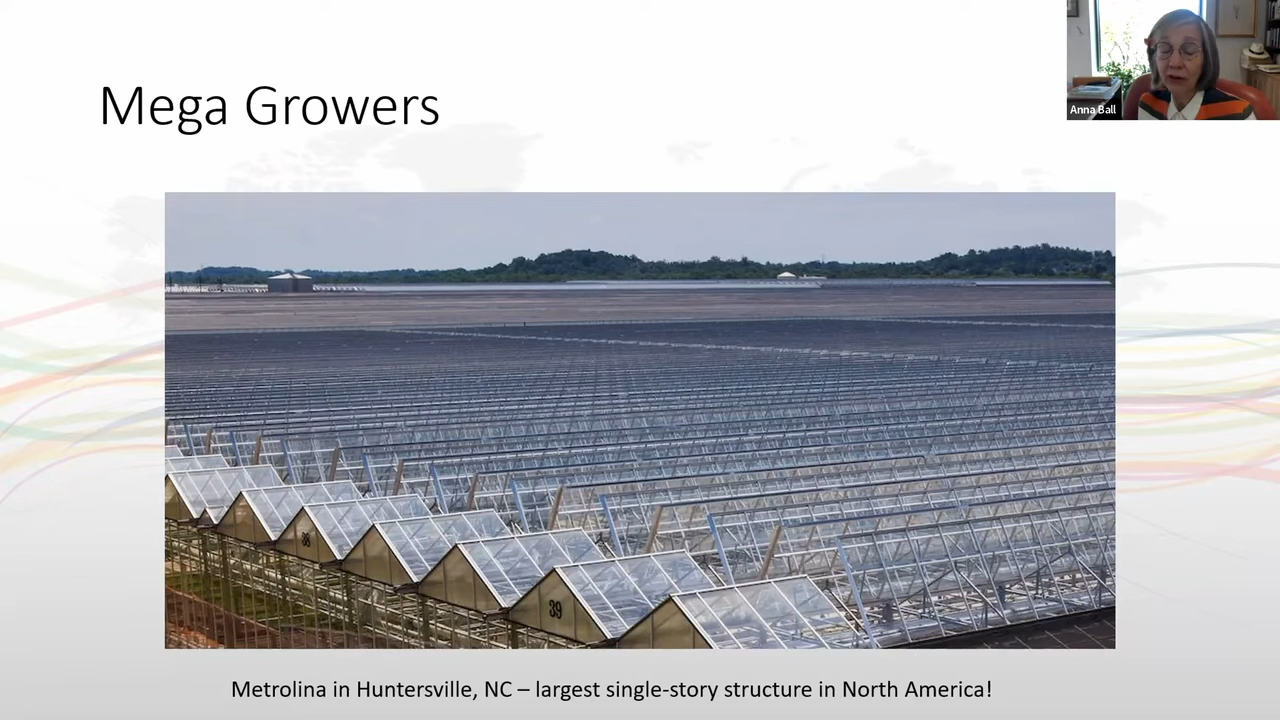 Mega Growers
Anna Ball
39
Metrolina in Huntersville, NC – largest single-story structure in North America!